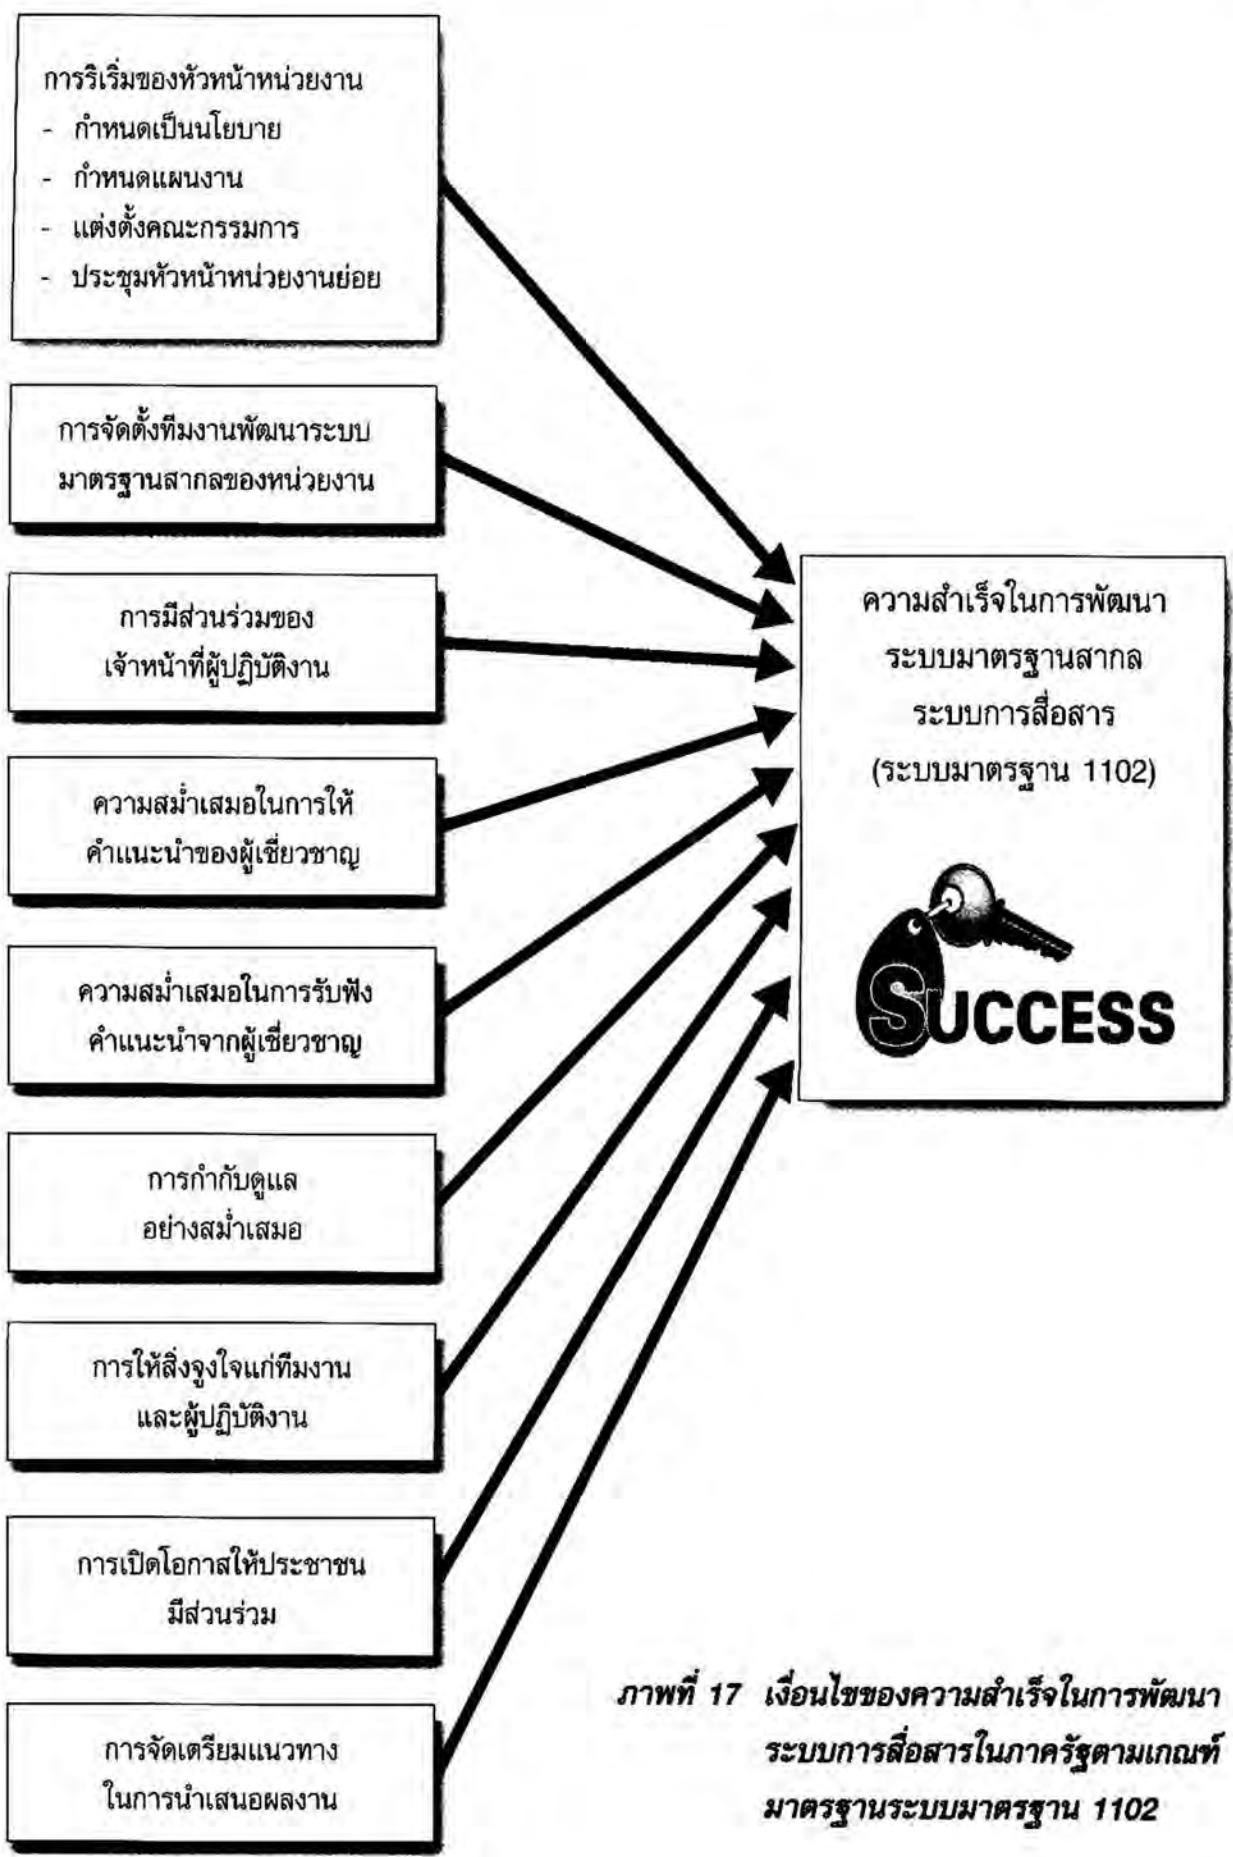 การริเริ่มของหัวหน้าหน่วยงาน
- กำหนดเป็นนโยบาย
- กำหนดแผนงาน
- แต่งตั้งคณะกรรมการ
- ประชุมหัวหน้าหน่วยงานย่อย
การจัดตั้งทีมงานพัฒนาระบบ
มาตรฐานสากลของหน่วยงาน
การมีส่วนร่วมของ
เจ้าหน้าที่ผู้ปฏิบัติงาน
ความสม่ำเสมอในการให้
คำแนะนำของผู้เชี่ยวชาญ
ความสม่ำเสมอในการรับฟัง
คำแนะนำจากผู้เชี่ยวชาญ
การกำกับดูแล
อย่างสม่ำเสมอ
การให้สิ่งจูงใจแก่ทีมงาน
และผู้ปฏิบัติงาน
การเปิดโอกาสให้ประชาชน
มีส่วนร่วม
การจัดเตรียมแนวทาง
ในการนำเสนอผลงาน
ความสำเร็จในการพัฒนา
ระบบมาตรฐานสากล
ระบบการสื่อสาร
(ระบบมาตรฐาน 1102)
SUCCESS
ภาพที่ 17 เงื่อนไขของความสำเร็จในการพัฒนา
ระบบการสื่อสารในภาครัฐตามเกณฑ์
มาตรฐานระบบมาตรฐาน 1102